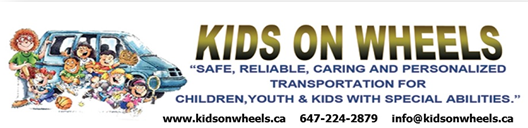 KIDS ON WHEELS
“SAFE, RELIABLE, CARING AND PERSONALIZED
TRANSPORTATION FOR
CHILDREN,YOUTH & KIDS WITH SPECIAL ABILITIES.”
www.kidsonwheels.ca 647-224-2879 info@kidsonwheels.ca